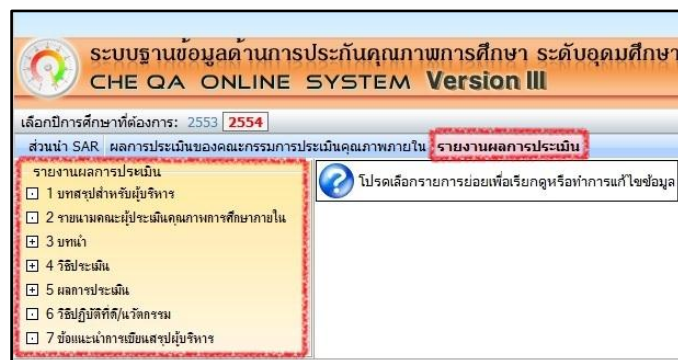 ระบบฐานข้อมูลด้านการประกันคุณภาพการศึกษา ระดับอุดมศึกษา
CHE QA ONLINE SYSTEM Version III
เลือกปีการศึกษาที่ต้องการ: 2553 2554
ส่วนนำ SAR ผลการประเมินของคณะกรรมการประเมินคุณภาพภายใน รายงานผลการประเมิน
รายงานผลการประเมิน
1 บทสรุปสำหรับผู้บริหาร
2 รายนามคณะผู้ประเมินคุณภาพการศึกษาภายใน
3 บทนำ
4 วิธีประเมิน
5 ผลการประเมิน
6 วิธีปฏิบัติที่ดี/นวัตกรรม
7 ข้อแนะนำการเขียนสรุปผู้บริหาร
โปรดเลือกรายการย่อยเพื่อเรียกดูหรือทำการแก้ไขข้อมูล